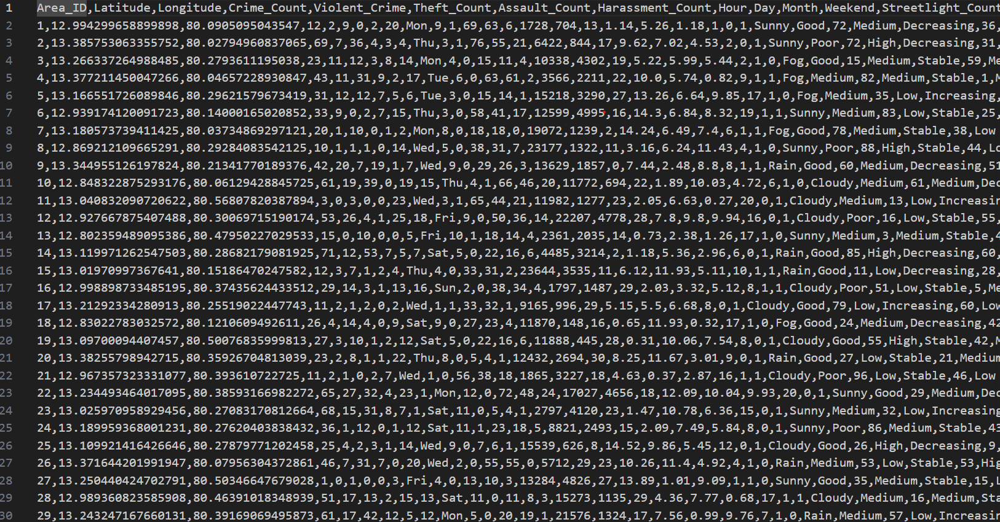 1 Area_ID,Latitude,Longitude,Crime_Count,Violent_Crime,Theft_Count,Assault_Count,Harassment_Count,Hour,Day,Month,Weekend,Streetlight_Count
2 1,12.994299658899898,80.0905095043547,12,2,9,0,2,20,Mon,9,1,69,63,6,1728,704,13,1.14,5.26,1.18,1,0,1,Sunny,Good,72,Medium,Decreasing,36,
3 2,13.385753063355752,80.02794960837065,69,7,36,4,3,4,Thu,3,1,76,55,21,6422,844,17,9.62,7.02,4.53,2,0,1,Sunny,Poor,72,High,Decreasing,31,
4 3,13.266337264988485,80.2793611195038,23,11,12,3,8,14,Mon,4,0,15,11,4,10338,4302,19,5.22,5.99,5.44,2,1,0,Fog,Good,15,Medium,Stable,59,Me
5 4,13.377211450047266,80.04657228930847,43,11,31,9,2,17,Tue,6,0,63,61,2,3566,2211,22,10.0,5.74,0.82,9,1,1,Fog,Medium,82,Medium,Stable,1,M
6 5,13.166551726089846,80.29621579673419,31,12,12,7,5,6,Tue,3,0,15,14,1,15218,3290,27,13.26,6.64,9.85,17,1,0,Fog,Medium,35,Low,Increasing,
7 6,12.939174120091723,80.14000165020852,33,9,0,2,7,15,Thu,3,0,58,41,17,12599,4995,16,14.3,6.84,8.32,19,1,1,Sunny,Medium,83,Low,Stable,25,
8 7,13.180573739411425,80.03734869297121,20,1,10,0,1,2,Mon,8,0,18,18,0,19072,1239,2,14.24,6.49,7.4,6,1,1,Fog,Good,78,Medium,Stable,38,Low
9 8,12.869212109665291,80.29284083542125,10,1,1,1,0,14,Wed,5,0,38,31,7,23177,1322,11,3.16,6.24,11.43,4,1,0,Sunny,Poor,88,High,Stable,44,Lo
10 9,13.344955126197824,80.21341770189376,42,20,7,19,1,7,Wed,9,0,29,26,3,13629,1857,0,7.44,2.48,8.8,8,1,1,Rain,Good,60,Medium,Decreasing,51
11 10,12.848322875293176,80.06129428845725,61,19,39,0,19,15,Thu,4,1,66,46,20,11772,694,22,1.89,10.03,4.72,6,1,0,Cloudy,Medium,61,Medium,Dec
12 11,13.040832090720622,80.56807820387894,3,0,3,0,0,23,Wed,3,1,65,44,21,11982,1277,23,2.05,6.63,0.27,20,0,1,Cloudy,Medium,13,Low,Increasin
13 12,12.927667875407488,80.30069715190174,53,26,4,1,25,18,Fri,9,0,50,36,14,22207,4778,28,7.8,9.8,9.94,16,0,1,Cloudy,Poor,16,Low,Stable,55,
14 13,12.802359489095386,80.47950227029533,15,0,10,0,0,5,Fri,10,1,18,14,4,2361,2035,14,0.73,2.38,1.26,17,1,0,Sunny,Medium,3,Medium,Stable,4
15 14,13.119971262547503,80.28682179081925,71,12,53,7,5,7,Sat,5,0,22,16,6,4485,3214,2,1.18,5.36,2.96,6,0,1,Rain,Good,85,High,Decreasing,60,
16 15,13.01970997367641,80.15186470247582,12,3,7,1,2,4,Thu,4,0,33,31,2,23644,3535,11,6.12,11.93,5.11,10,1,1,Rain,Good,11,Low,Decreasing,28,
17 16,12.998898733485195,80.37435624433512,29,14,3,1,13,16,Sun,2,0,38,34,4,1797,1487,29,2.03,3.32,5.12,8,1,1,Cloudy,Poor,51,Low,Stable,5,Me
18 17,13.21292334280913,80.25519022447743,11,2,1,2,0,2,Wed,1,1,33,32,1,9165,996,29,5.15,5.5,6.68,8,0,1,Cloudy,Good,79,Low,Increasing,60,Low
19 18,12.83022783032572,80.1210609492611,26,4,14,4,0,9,Sat,9,0,27,23,4,11870,148,16,0.65,11.93,0.32,17,1,0,Fog,Good,24,Medium,Decreasing,42
20 19,13.09700094407457,80.50076835999813,27,3,10,1,2,12,Sat,5,0,22,16,6,11888,445,28,0.31,10.06,7.54,8,0,1,Cloudy,Good,55,High,Stable,42,M
21 20,13.38255798942715,80.35926704813039,23,2,8,1,1,22,Thu,8,0,5,4,1,12432,2694,30,8.25,11.67,3.01,9,0,1,Rain,Good,27,Low,Stable,21,Medium
22 21,12.967357323331077,80.393610722725,11,2,1,0,2,7,Wed,1,0,56,38,18,1865,3227,18,4.63,0.37,2.87,16,1,1,Cloudy,Poor,96,Low,Stable,46,Low
23 22,13.234493464017095,80.38593166982272,65,27,32,4,23,1,Mon,12,0,72,48,24,17027,4656,18,12.09,10.04,9.93,20,0,1,Sunny,Good,29,Medium,Dec
24 23,13.025970958929456,80.27083170812664,68,15,31,8,7,1,Sat,11,0,5,4,1,2797,4120,23,1.47,10.78,6.36,15,0,1,Sunny,Medium,32,Low,Increasing
25 24,13.189959368001231,80.27620403838432,36,1,12,0,1,12,Sat,11,1,23,18,5,8821,2493,15,2.09,7.49,5.84,8,0,1,Sunny,Poor,86,Medium,Stable,43
26 25,13.109921416426646,80.27879771202458,25,4,2,3,1,14,Wed,9,0,7,6,1,15539,626,8,14.52,9.86,5.45,12,0,1,Cloudy,Good,26,High,Decreasing,9,
27 26,13.371644201991947,80.07956304372861,46,7,31,7,0,20,Wed,2,0,55,55,0,5712,29,23,10.26,11.4,4.92,4,1,0,Rain,Medium,53,Low,Stable,53,Hig
28 27,13.250440424702791,80.50346647679028,1,0,1,0,0,3,Fri,4,0,13,10,3,13284,4826,27,13.89,1.01,9.09,1,1,0,Sunny,Good,35,Medium,Stable,15,L
29 28,12.989360823585908,80.46391018348939,51,17,13,2,15,13,Sat,11,0,11,8,3,15273,1135,29,4.36,7.77,0.68,17,1,1,Cloudy,Medium,16,Medium,Sta
30 29,13.243247167660131,80.39169069495873,61,17,42,12,5,12,Mon,5,0,20,19,1,21576,1324,17,7.56,0.99,9.76,7,1,0,Rain,Medium,57,Low,Increasin